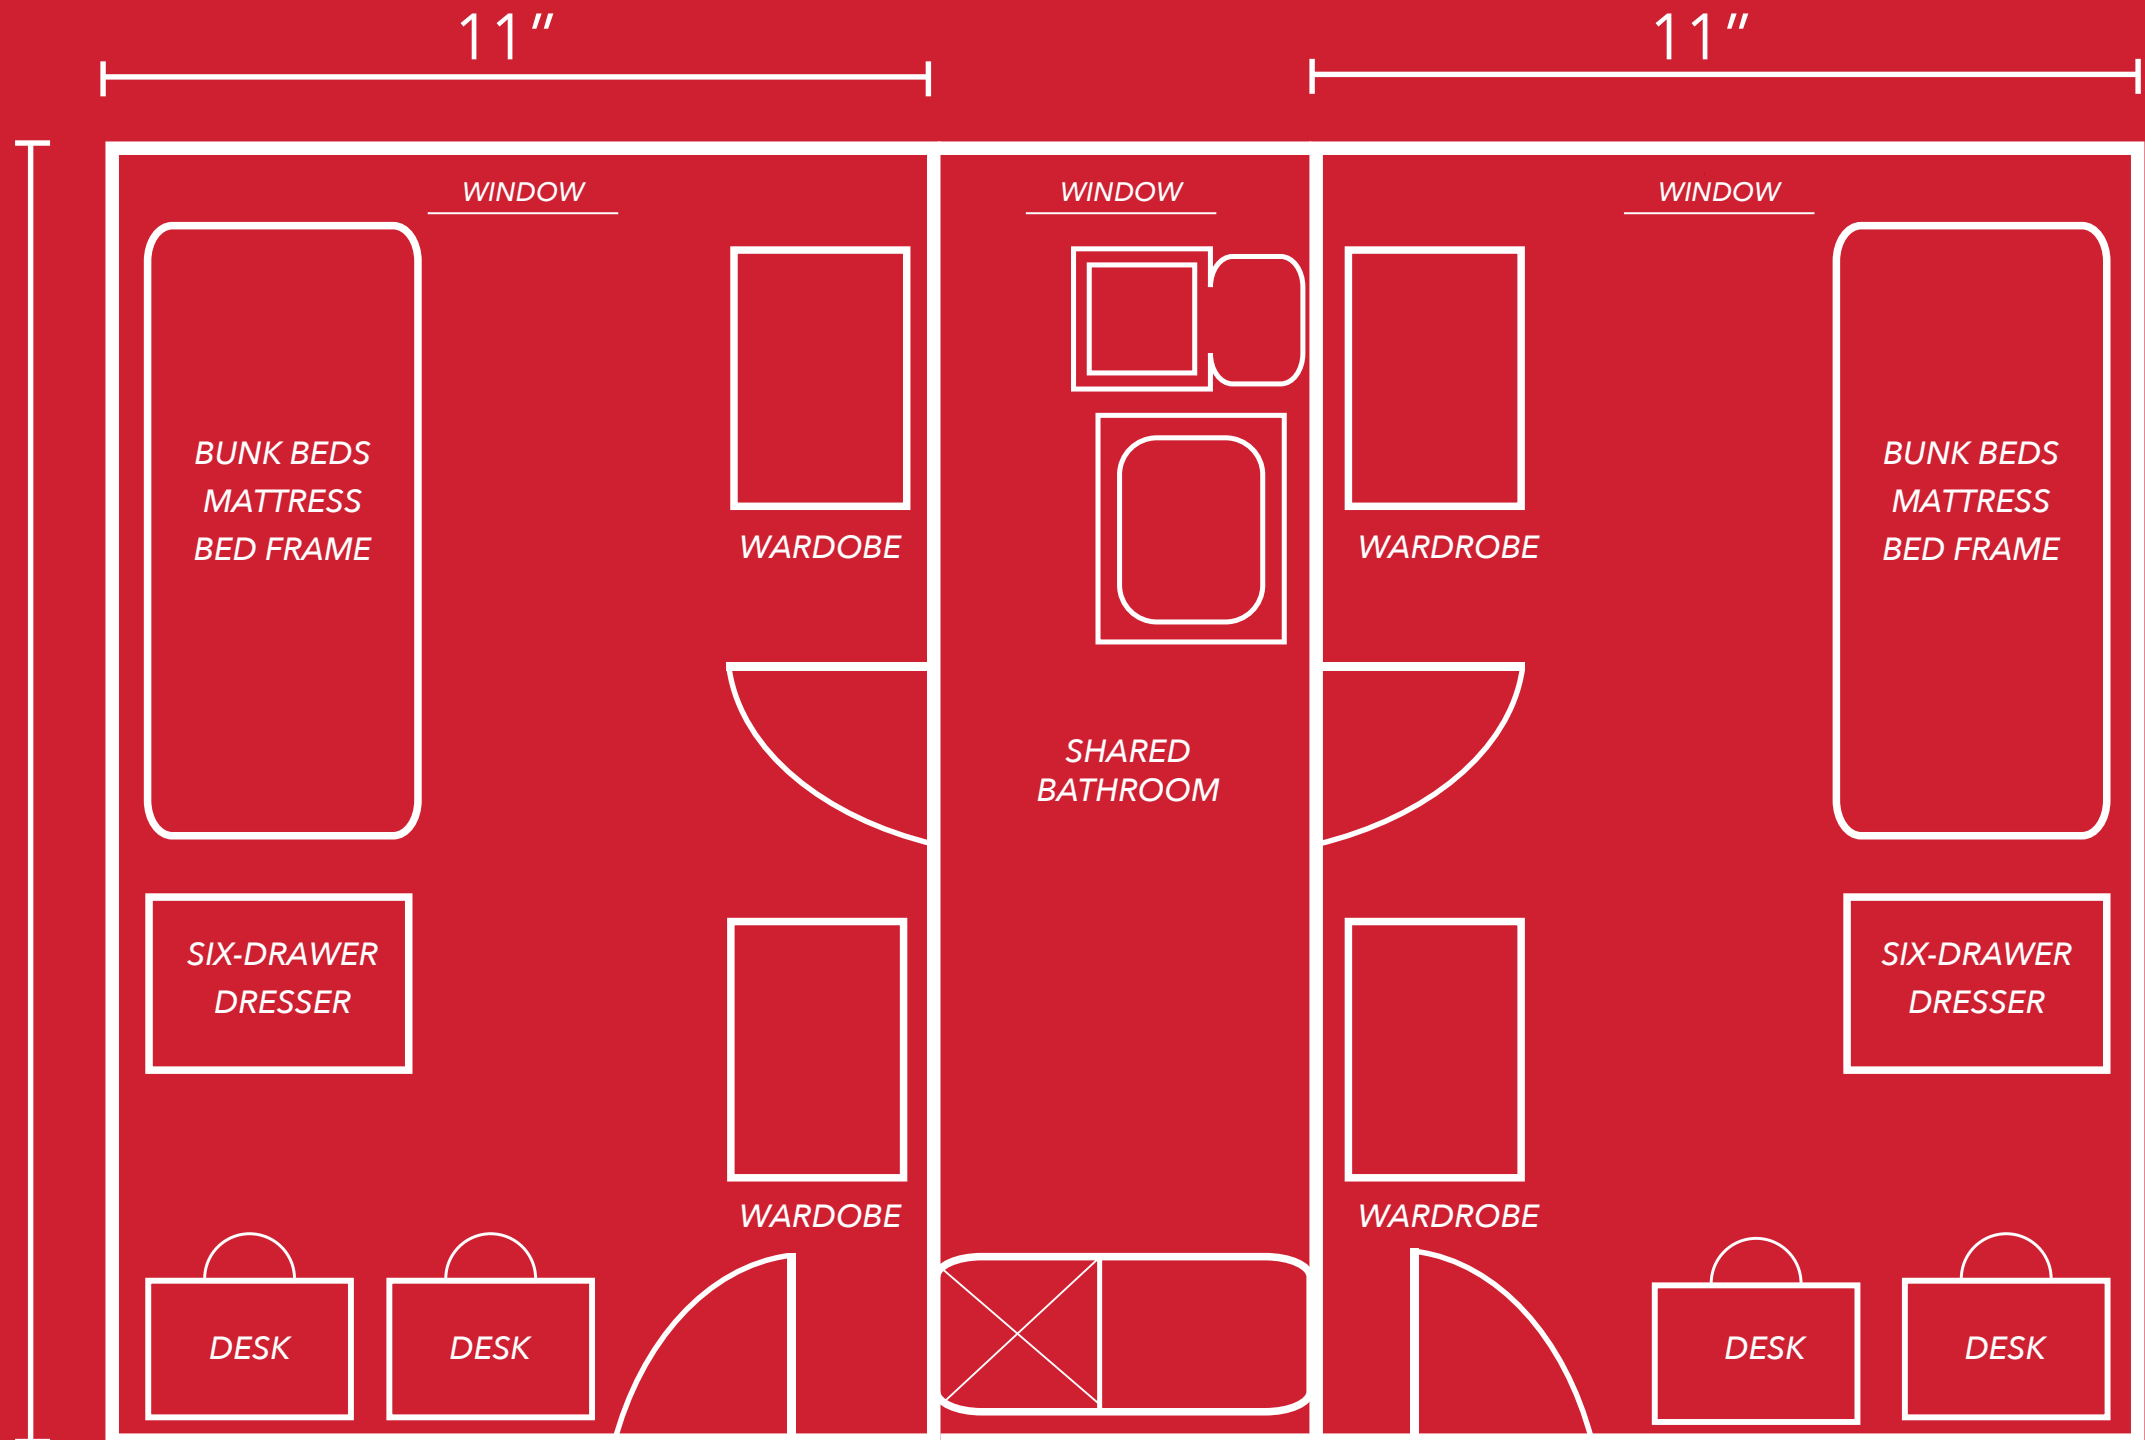 11” 11”
WINDOW WINDOW WINDOW
BUNK BEDS
MATTRESS
BED FRAME
WARDOBE
WARDROBE
BUNK BEDS
MATTRESS
BED FRAME
SHARED
BATHROOM
SIX-DRAWER
DRESSER
SIX-DRAWER
DRESSER
WARDOBE
WARDROBE
DESK
DESK
DESK
DESK